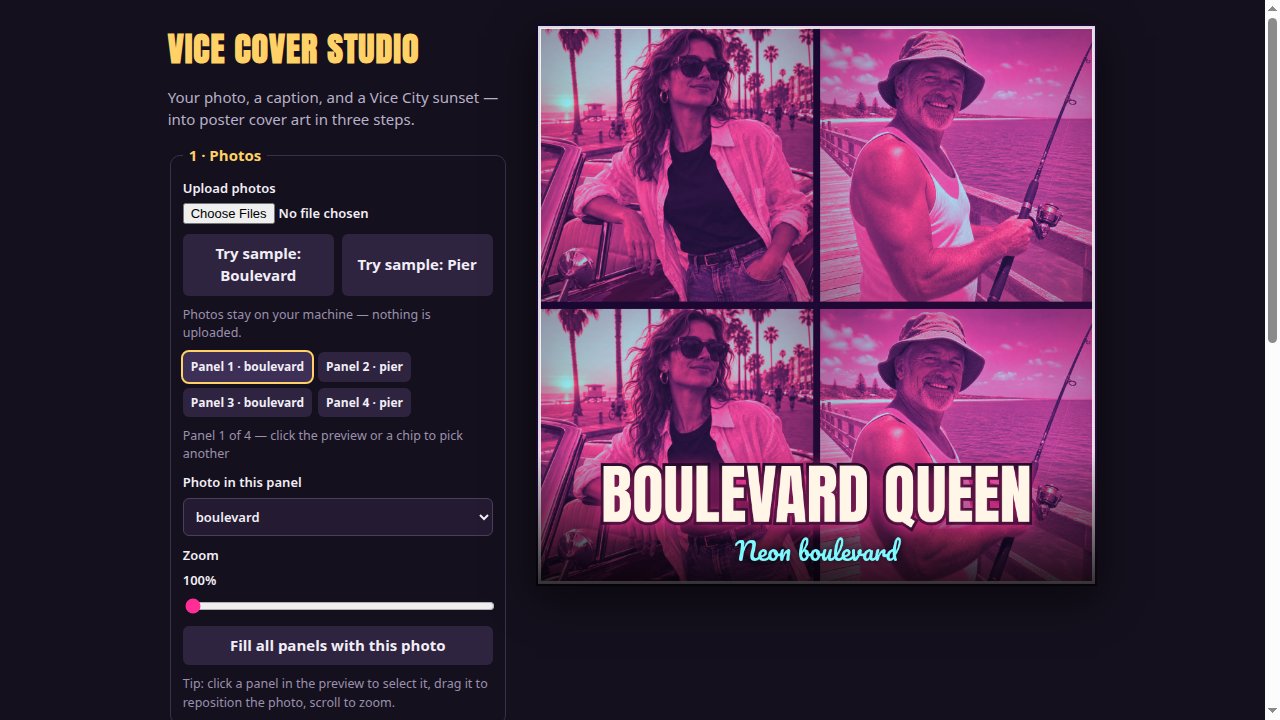 VICE COVER STUDIO
Your photo, a caption, and a Vice City sunset —
into poster cover art in three steps.
1 · Photos
Upload photos
Choose Files No file chosen
Try sample:
Boulevard
Try sample: Pier
Photos stay on your machine — nothing is
uploaded.
Panel 1 · boulevard
Panel 2 · pier
Panel 3 · boulevard
Panel 4 · pier
Panel 1 of 4 — click the preview or a chip to pick
another
Photo in this panel
boulevard
Zoom
100%
Fill all panels with this photo
Tip: click a panel in the preview to select it, drag it to
reposition the photo, scroll to zoom.
BOULEVARD QUEEN
Neon boulevard